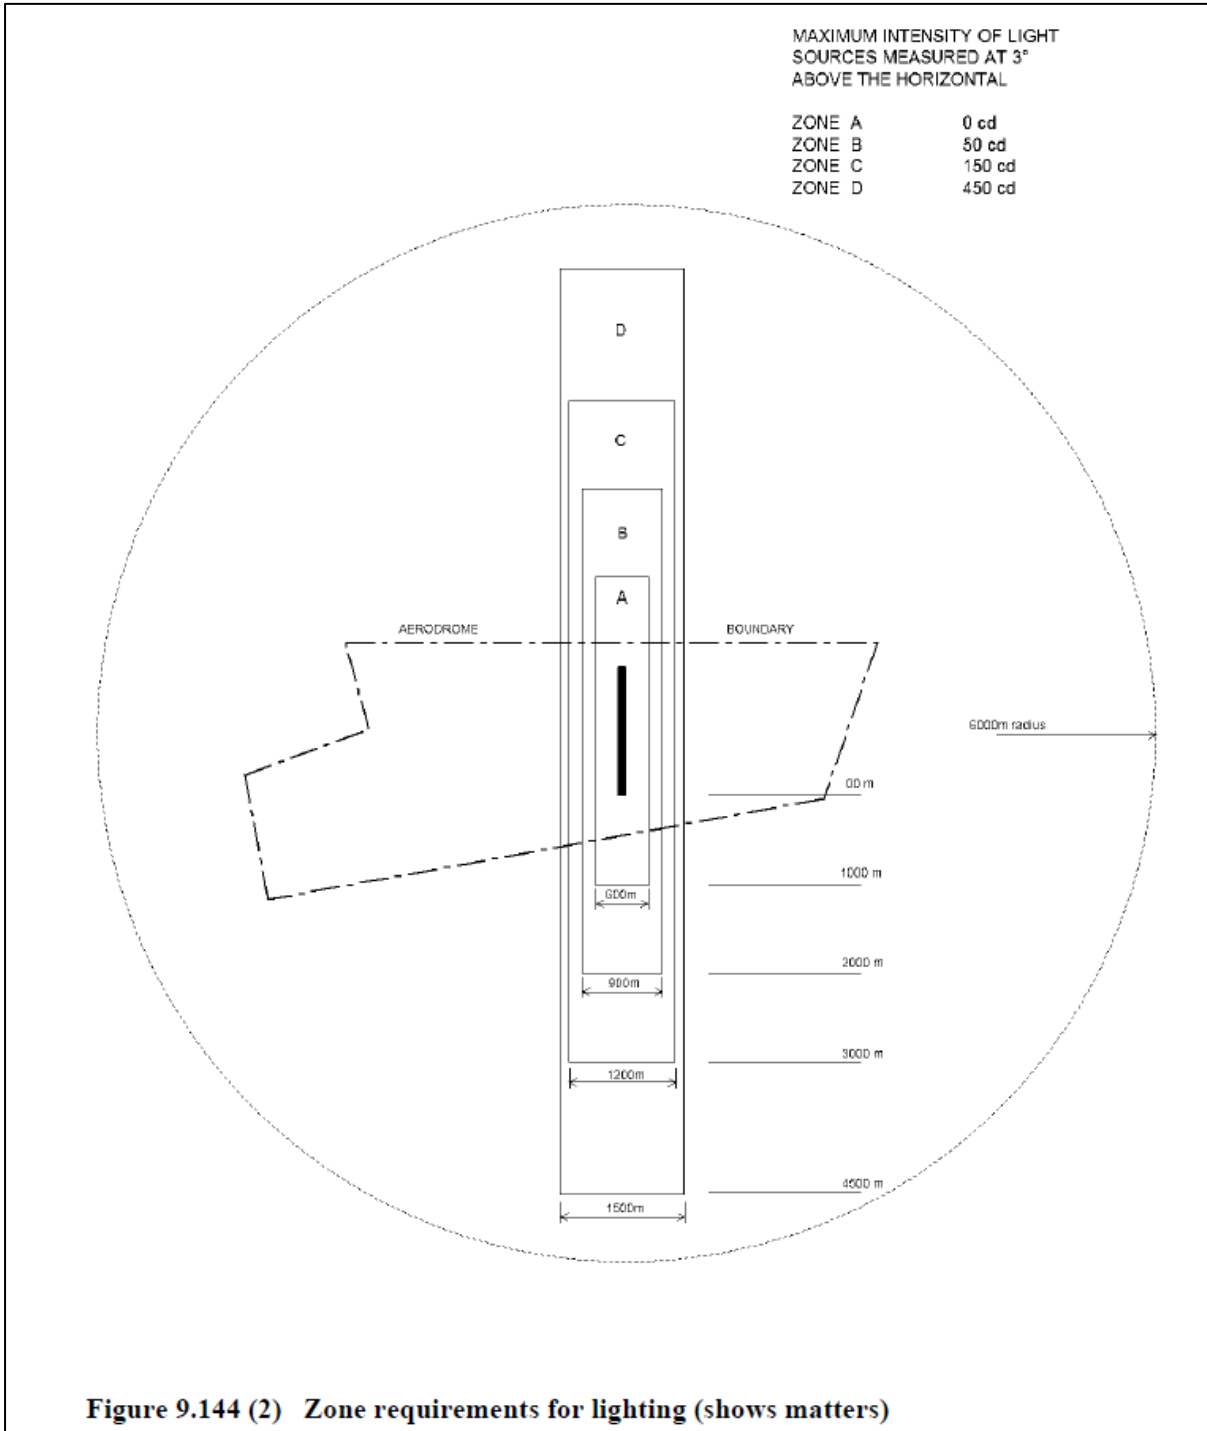 MAXIMUM INTENSITY OF LIGHT
SOURCES MEASURED AT 3°
ABOVE THE HORIZONTAL
ZONE A 0 cd
ZONE B 50 cd
ZONE C 150 cd
ZONE D 450 cd
D
C
B
A
AERODROME BOUNDARY
6000m radius
00 m
1000 m
600m
2000 m
900m
3000 m
1200m
4500 m
1500m
Figure 9.144 (2) Zone requirements for lighting (shows matters)